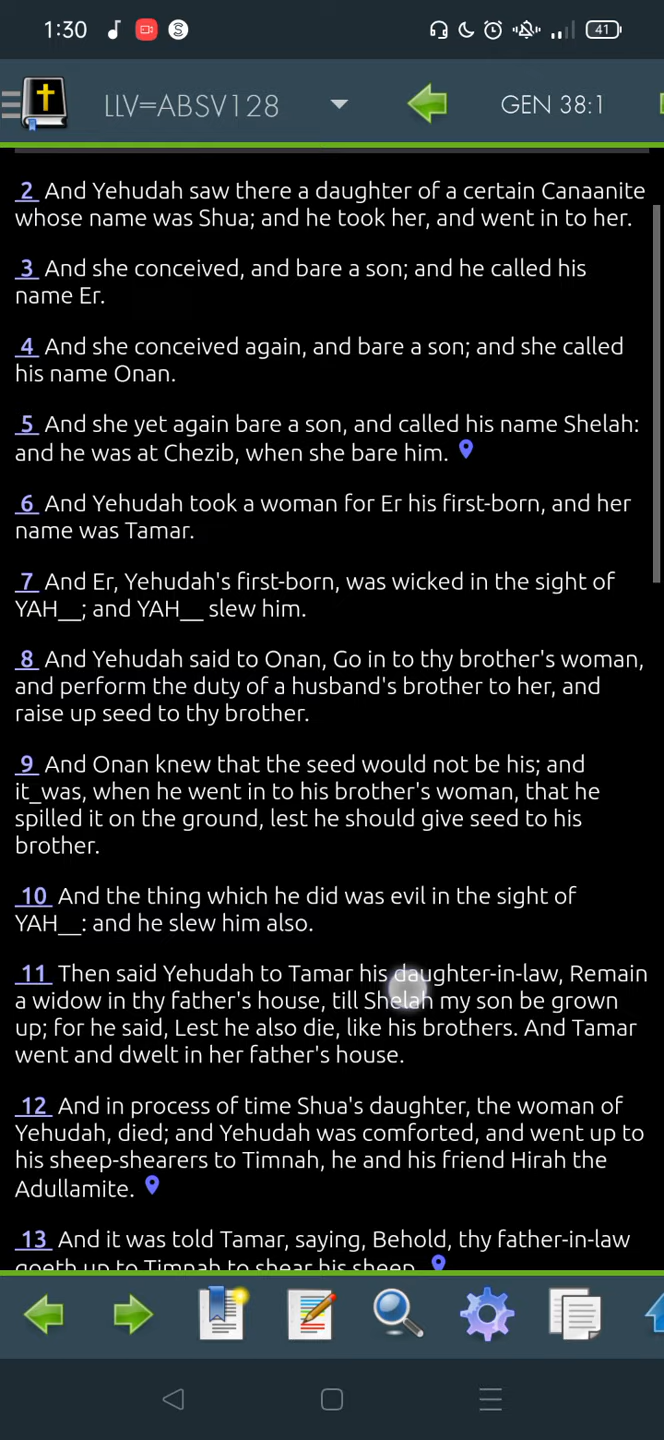 1:30
41
LLV=ABSV128
GEN 38:1
2 And Yehudah saw there a daughter of a certain Canaanite
whose name was Shua; and he took her, and went in to her.
3 And she conceived, and bare a son; and he called his
name Er.
4 And she conceived again, and bare a son; and she called
his name Onan.
5 And she yet again bare a son, and called his name Shelah:
and he was at Chezib, when she bare him.
6 And Yehudah took a woman for Er his first-born, and her
name was Tamar.
7 And Er, Yehudah's first-born, was wicked in the sight of
YAH__; and YAH__ slew him.
8 And Yehudah said to Onan, Go in to thy brother's woman,
and perform the duty of a husband's brother to her, and
raise up seed to thy brother.
9 And Onan knew that the seed would not be his; and
it_was, when he went in to his brother's woman, that he
spilled it on the ground, lest he should give seed to his
brother.
10 And the thing which he did was evil in the sight of
YAH__: and he slew him also.
11 Then said Yehudah to Tamar his daughter-in-law, Remain
a widow in thy father's house, till Shelah my son be grown
up; for he said, Lest he also die, like his brothers. And Tamar
went and dwelt in her father's house.
12 And in process of time Shua's daughter, the woman of
Yehudah, died; and Yehudah was comforted, and went up to
his sheep-shearers to Timnah, he and his friend Hirah the
Adullamite.
13 And it was told Tamar, saying, Behold, thy father-in-law
goeth up to Timnah to shear his sheep.